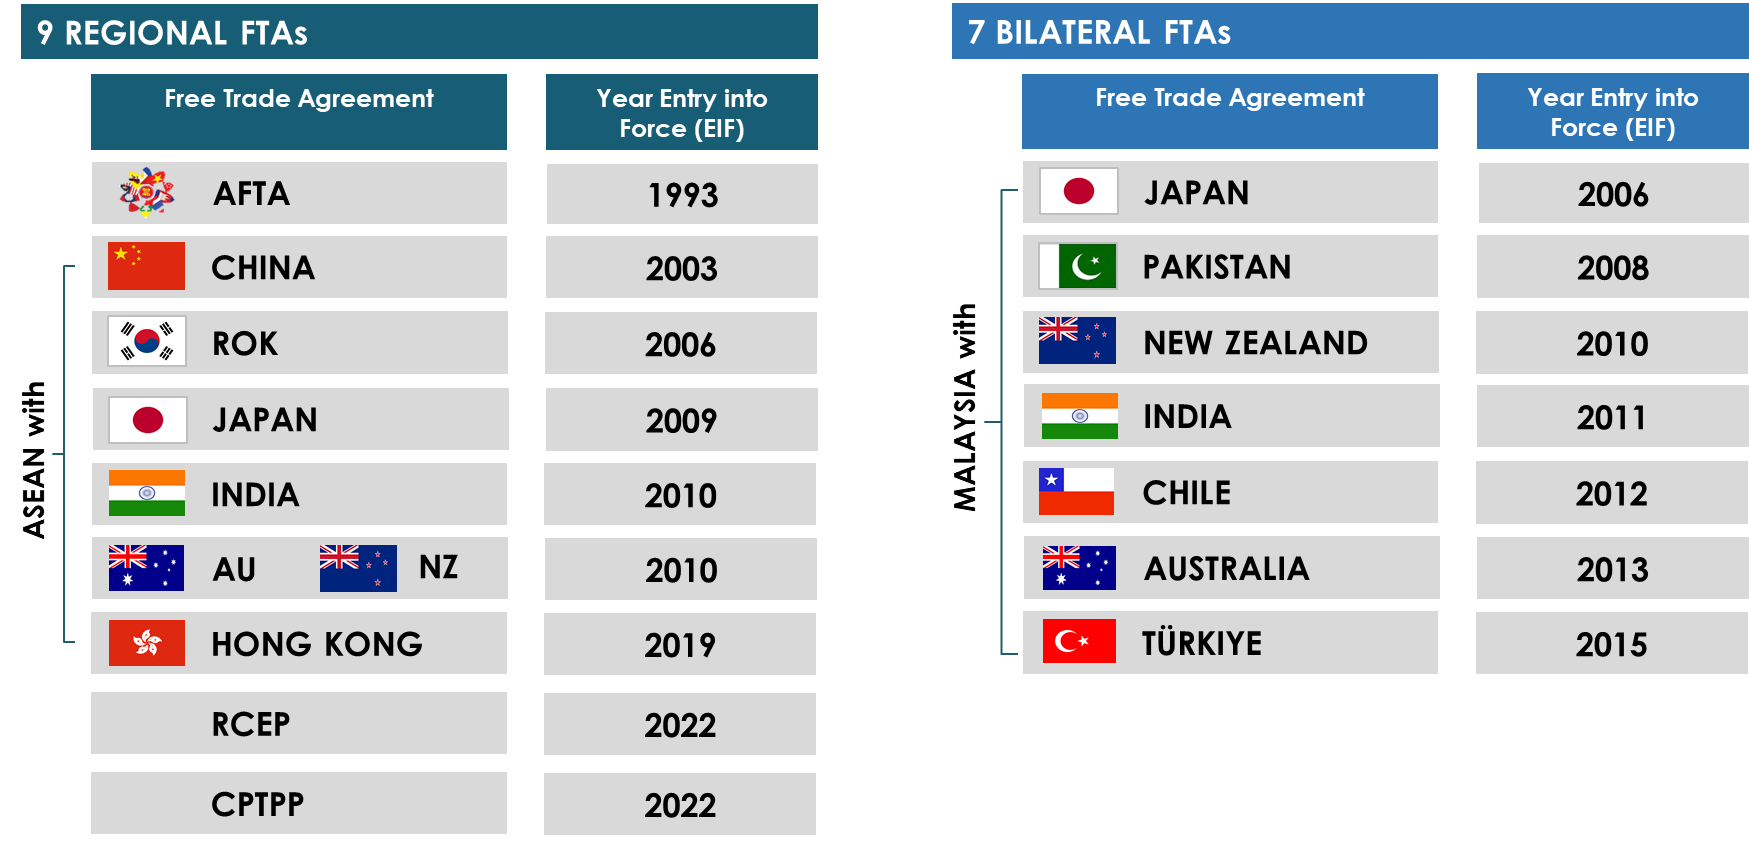 9 REGIONAL FTAs
Free Trade Agreement
Year Entry into
Force (EIF)
AFTA 1993
ASEAN with
CHINA 2003
ROK 2006
JAPAN 2009
INDIA 2010
AU NZ 2010
HONG KONG 2019
RCEP 2022
CPTPP 2022
7 BILATERAL FTAs
Free Trade Agreement
Year Entry into
Force (EIF)
MALAYSIA with
JAPAN 2006
PAKISTAN 2008
NEW ZEALAND 2010
INDIA 2011
CHILE 2012
AUSTRALIA 2013
TÜRKIYE 2015